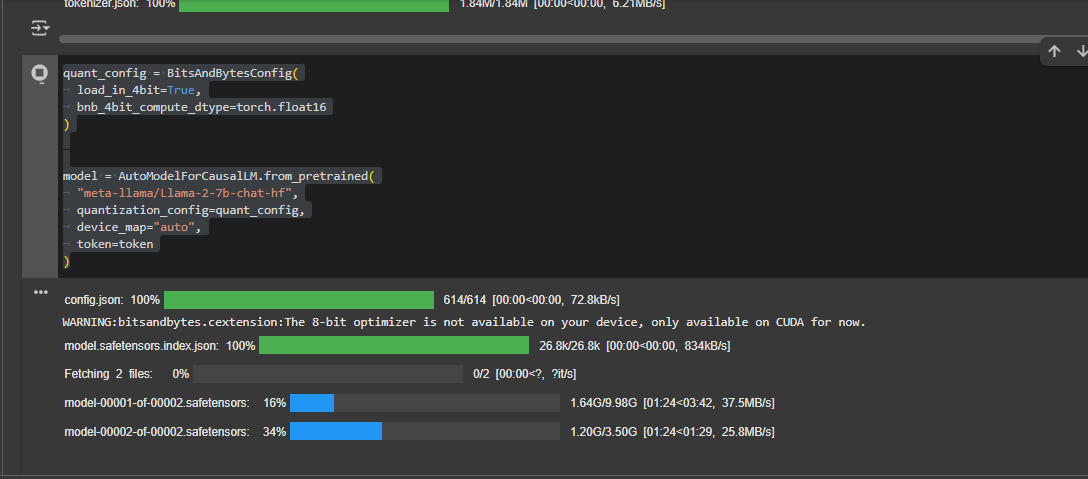 tokenizer.json: 100% 1.84M/1.84M [00:00<00:00, 6.21MB/s]
quant_config = BitsAndBytesConfig(
load_in_4bit=True,
bnb_4bit_compute_dtype=torch.float16
)
model = AutoModelForCausalLM.from_pretrained(
"meta-llama/Llama-2-7b-chat-hf",
quantization_config=quant_config,
device_map="auto",
token=token
)
config.json: 100% 614/614 [00:00<00:00, 72.8kB/s]
WARNING:bitsandbytes.cextension:The 8-bit optimizer is not available on your device, only available on CUDA for now.
model.safetensors.index.json: 100% 26.8k/26.8k [00:00<00:00, 834kB/s]
Fetching 2 files: 0% 0/2 [00:00<?, ?it/s]
model-00001-of-00002.safetensors: 16% 1.64G/9.98G [01:24<03:42, 37.5MB/s]
model-00002-of-00002.safetensors: 34% 1.20G/3.50G [01:24<01:29, 25.8MB/s]